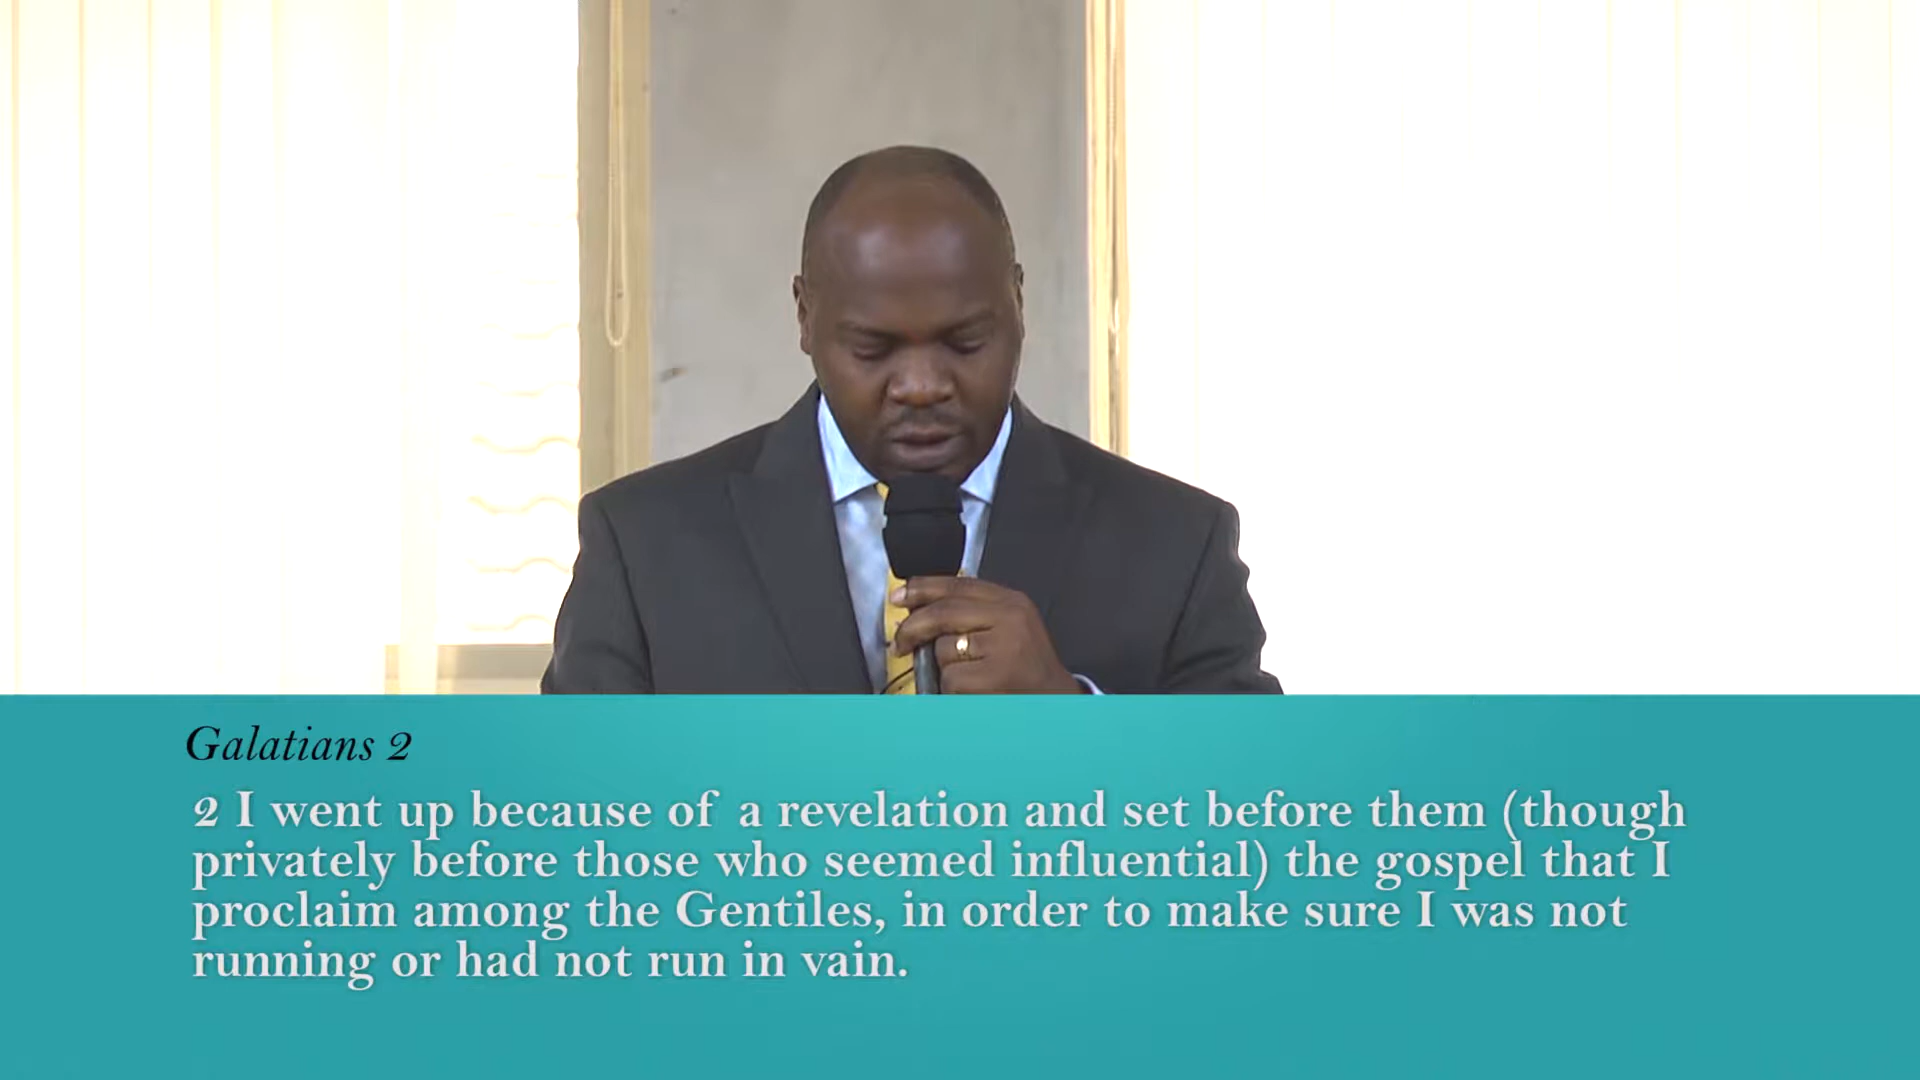 Galatians 2
2 I went up because of a revelation and set before them (though
privately before those who seemed influential) the gospel that I
proclaim among the Gentiles, in order to make sure I was not
running or had not run in vain.